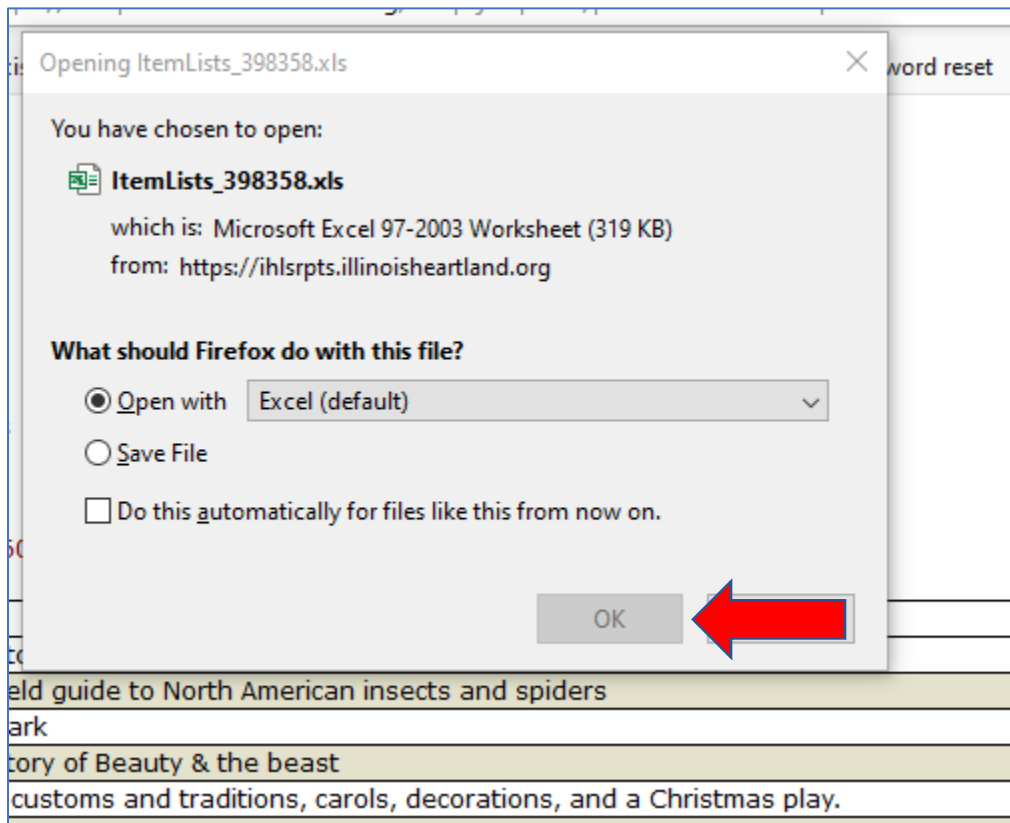 Opening ItemLists_398358.xls
word reset
You have chosen to open:
ItemLists_398358.xls
which is: Microsoft Excel 97-2003 Worksheet (319 KB)
from: https://ihlsrpts.illinoisheartland.org
What should Firefox do with this file?
Open with Excel (default)
Save File
Do this automatically for files like this from now on.
OK
eld guide to North American insects and spiders
ark
tory of Beauty & the beast
customs and traditions, carols, decorations, and a Christmas play.